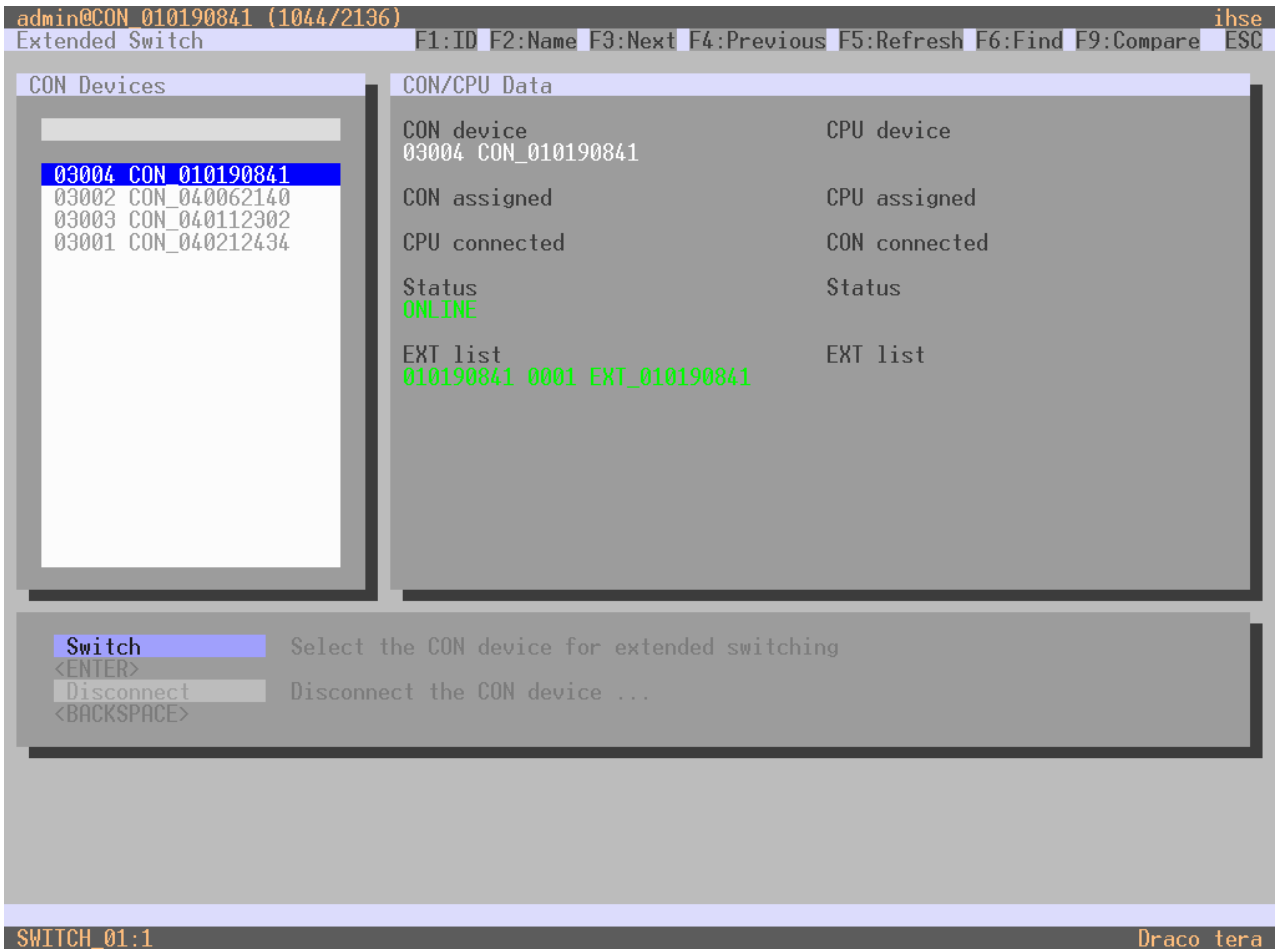 admin@CON_010190841 (1044/2136) ihse
Extended Switch F1:ID F2:Name F3:Next F4:Previous F5:Refresh F6:Find F9:Compare ESC
CON Devices
03004 CON_010190841
03002 CON_040062140
03003 CON_040112302
03001 CON_040212434
CON/CPU Data
CON device CPU device
03004 CON_010190841
CON assigned CPU assigned
CPU connected CON connected
Status Status
ONLINE
EXT list EXT list
010190841 0001 EXT_010190841
Switch Select the CON device for extended switching
<ENTER>
Disconnect Disconnect the CON device ...
<BACKSPACE>
SWITCH_01:1 Draco tera